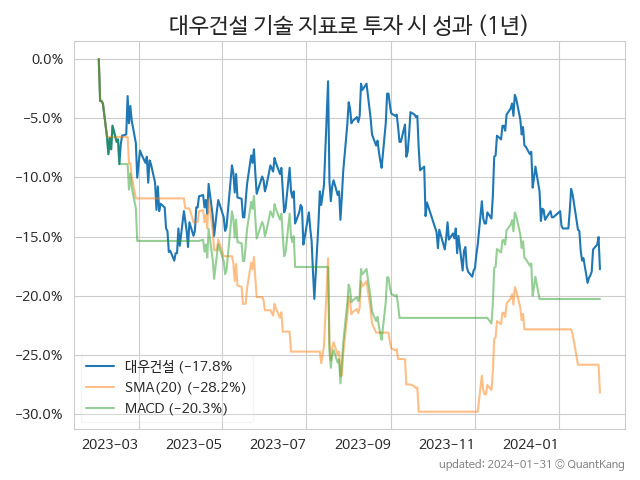 대우건설 기술 지표로 투자 시 성과 (1년)
0.0%
−5.0%
−10.0%
−15.0%
−20.0%
−25.0%
−30.0%
대우건설 (−17.8%
SMA(20) (−28.2%)
MACD (−20.3%)
2023-03 2023-05 2023-07 2023-09 2023-11 2024-01
updated: 2024-01-31 © QuantKang